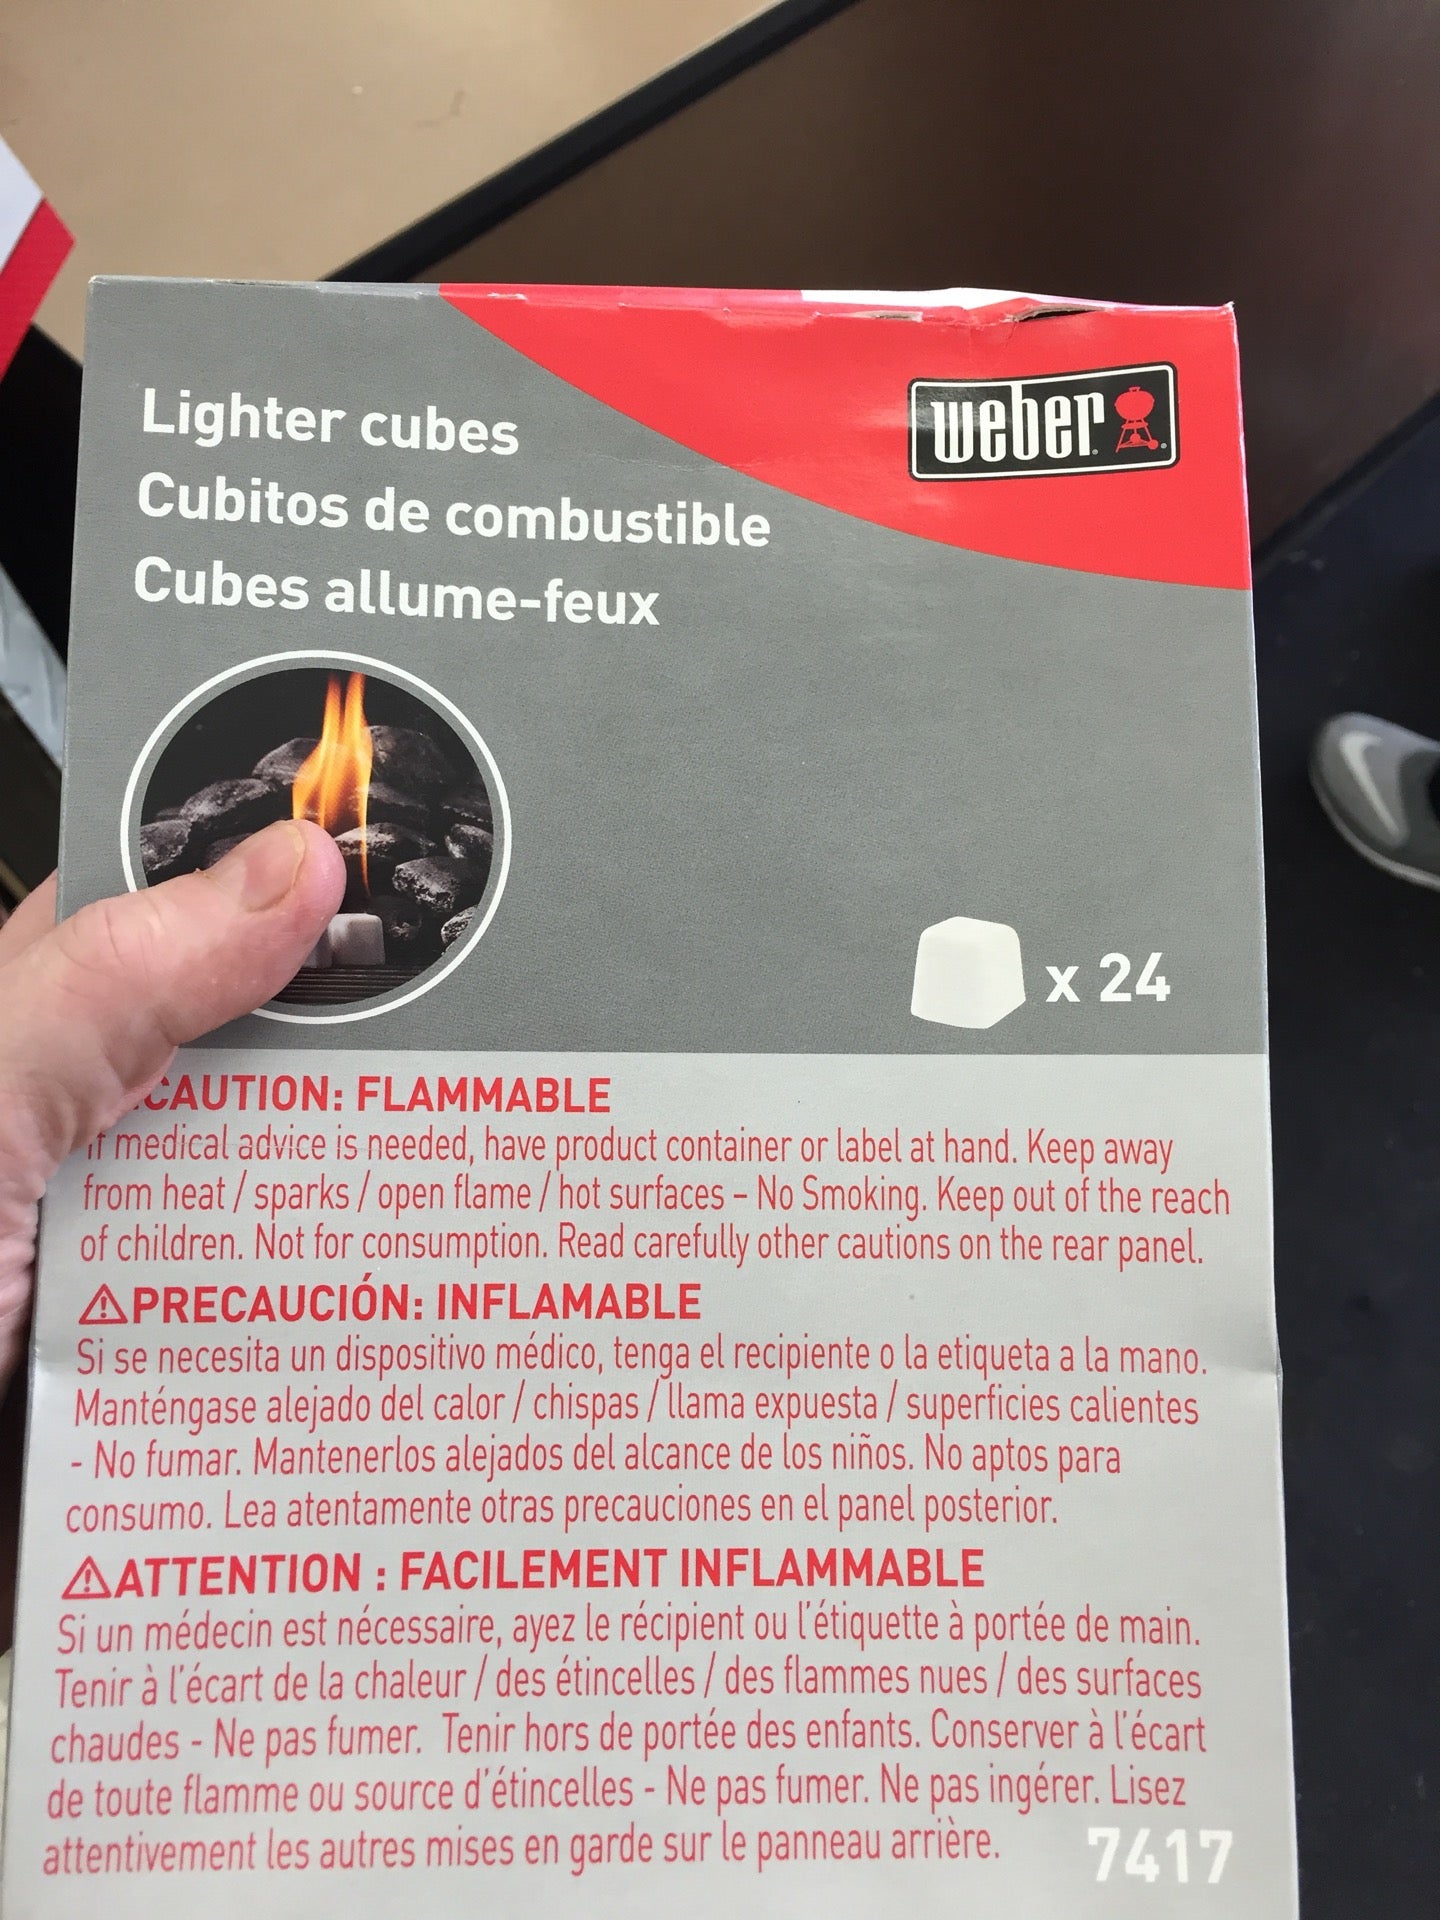 Lighter cubes
Cubitos de combustible
Cubes allume-feux
weber
x 24
CAUTION: FLAMMABLE
If medical advice is needed, have product container or label at hand. Keep away
from heat / sparks / open flame / hot surfaces – No Smoking. Keep out of the reach
of children. Not for consumption. Read carefully other cautions on the rear panel.
⚠PRECAUCIÓN: INFLAMABLE
Si se necesita un dispositivo médico, tenga el recipiente o la etiqueta a la mano.
Manténgase alejado del calor / chispas / llama expuesta / superficies calientes
- No fumar. Mantenerlos alejados del alcance de los niños. No aptos para
consumo. Lea atentamente otras precauciones en el panel posterior.
⚠ATTENTION : FACILEMENT INFLAMMABLE
Si un médecin est nécessaire, ayez le récipient ou l'étiquette à portée de main.
Tenir à l'écart de la chaleur / des étincelles / des flammes nues / des surfaces
chaudes - Ne pas fumer. Tenir hors de portée des enfants. Conserver à l'écart
de toute flamme ou source d'étincelles - Ne pas fumer. Ne pas ingérer. Lisez
attentivement les autres mises en garde sur le panneau arrière.
7417